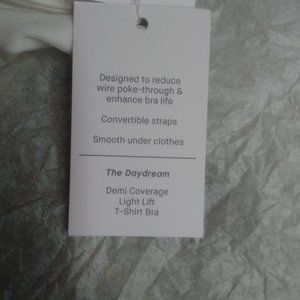 Designed to reduce
wire poke-through &
enhance bra life
Convertible straps
Smooth under clothes
The Daydream
Demi Coverage
Light Lift
T-Shirt Bra